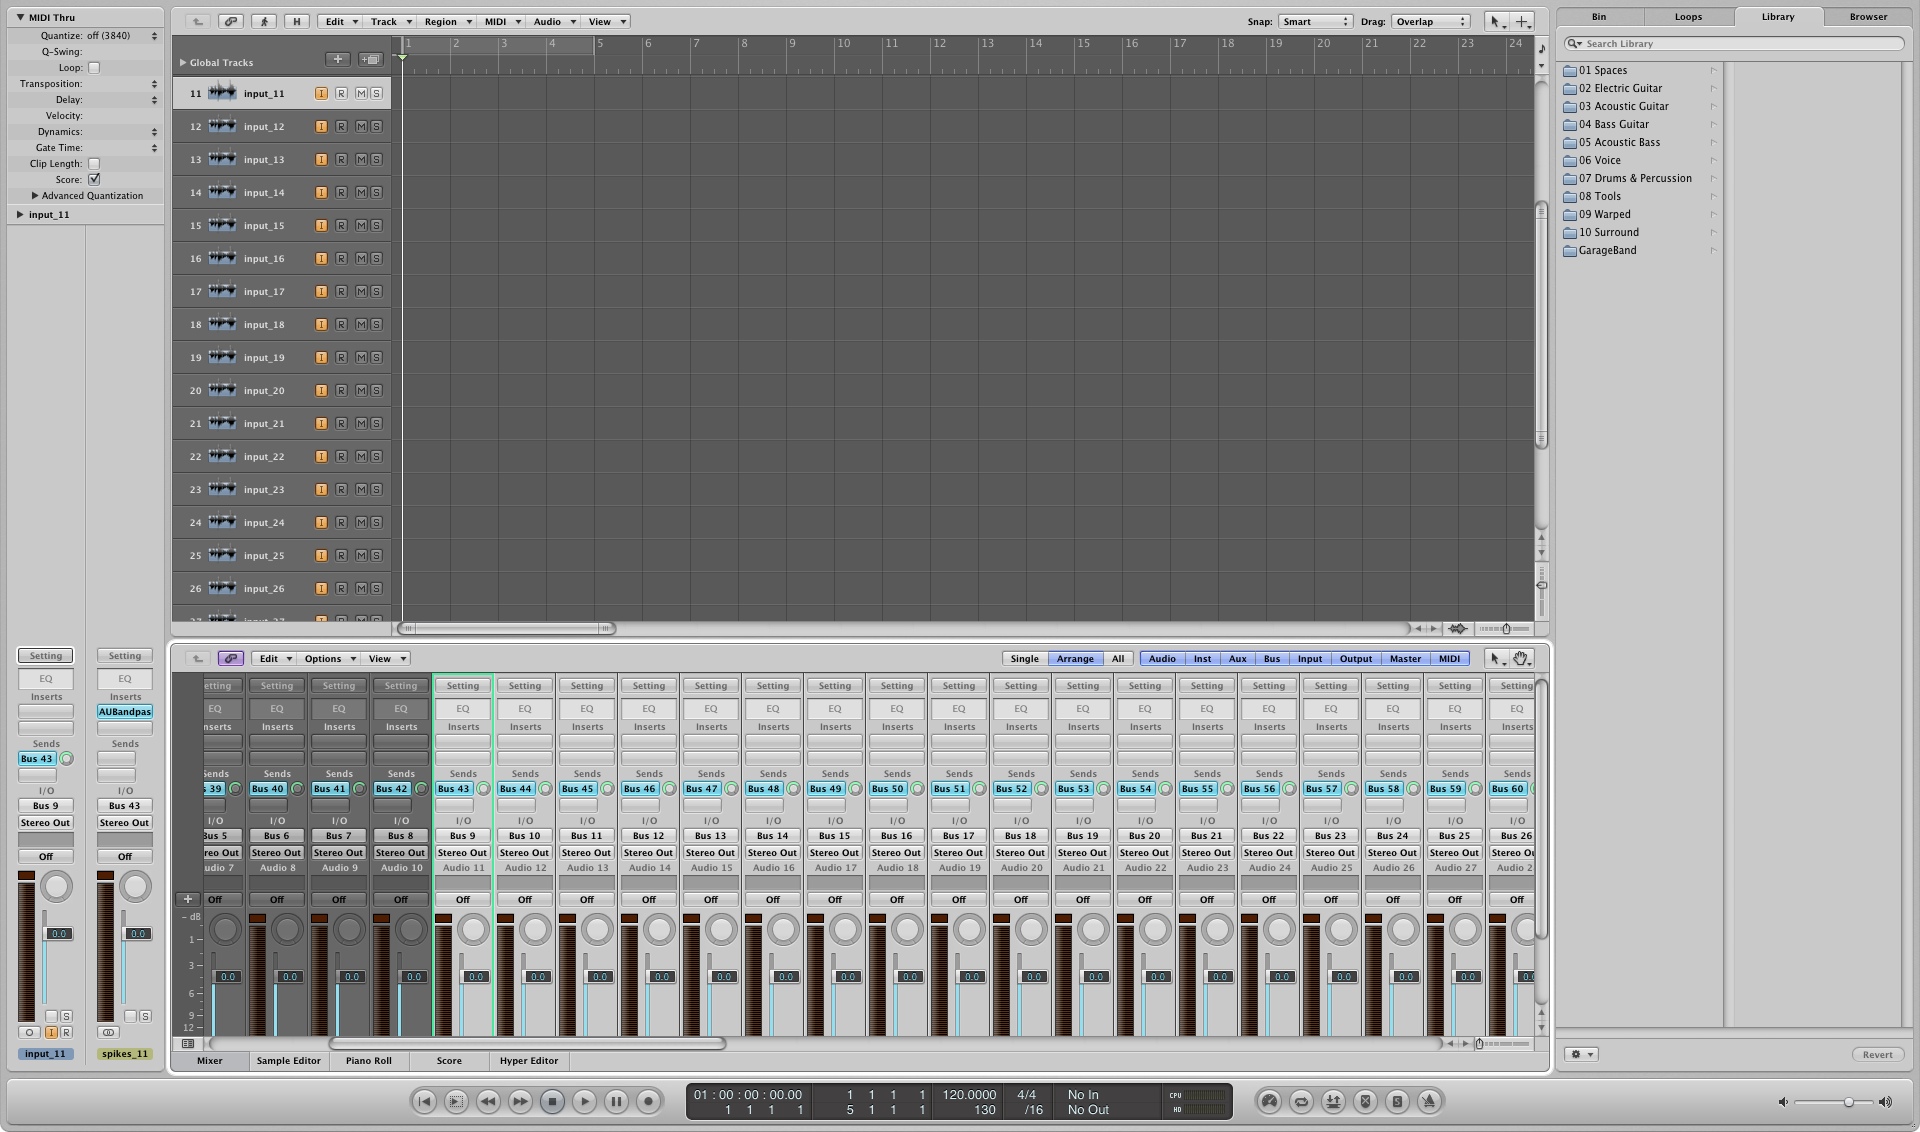 MIDI Thru
Quantize: off (3840)
Q-Swing:
Loop:
Transposition:
Delay:
Velocity:
Dynamics:
Gate Time:
Clip Length:
Score:
Advanced Quantization
input_11
Setting Setting
EQ EQ
Inserts Inserts
AUBandpas
Sends Sends
Bus 43
I/O I/O
Bus 9 Bus 43
Stereo Out Stereo Out
Off Off
0.0 0.0
S S
I R
input_11 spikes_11
H Edit Track Region MIDI Audio View Snap: Smart Drag: Overlap
1 2 3 4 5 6 7 8 9 10 11 12 13 14 15 16 17 18 19 20 21 22 23 24
Global Tracks
11 input_11 I R M S
12 input_12 I R M S
13 input_13 I R M S
14 input_14 I R M S
15 input_15 I R M S
16 input_16 I R M S
17 input_17 I R M S
18 input_18 I R M S
19 input_19 I R M S
20 input_20 I R M S
21 input_21 I R M S
22 input_22 I R M S
23 input_23 I R M S
24 input_24 I R M S
25 input_25 I R M S
26 input_26 I R M S
Edit Options View Single Arrange All Audio Inst Aux Bus Input Output Master MIDI
etting Setting Setting Setting Setting Setting Setting Setting Setting Setting Setting Setting Setting Setting Setting Setting Setting Setting Setting Setting Setting Setting
EQ EQ EQ EQ EQ EQ EQ EQ EQ EQ EQ EQ EQ EQ EQ EQ EQ EQ EQ EQ EQ EQ
nserts Inserts Inserts Inserts Inserts Inserts Inserts Inserts Inserts Inserts Inserts Inserts Inserts Inserts Inserts Inserts Inserts Inserts Inserts Inserts Inserts Inserts
Sends Sends Sends Sends Sends Sends Sends Sends Sends Sends Sends Sends Sends Sends Sends Sends Sends Sends Sends Sends Sends Sends
s 39 Bus 40 Bus 41 Bus 42 Bus 43 Bus 44 Bus 45 Bus 46 Bus 47 Bus 48 Bus 49 Bus 50 Bus 51 Bus 52 Bus 53 Bus 54 Bus 55 Bus 56 Bus 57 Bus 58 Bus 59 Bus 60
I/O I/O I/O I/O I/O I/O I/O I/O I/O I/O I/O I/O I/O I/O I/O I/O I/O I/O I/O I/O I/O I/O
Bus 5 Bus 6 Bus 7 Bus 8 Bus 9 Bus 10 Bus 11 Bus 12 Bus 13 Bus 14 Bus 15 Bus 16 Bus 17 Bus 18 Bus 19 Bus 20 Bus 21 Bus 22 Bus 23 Bus 24 Bus 25 Bus 26
reo Out Stereo Out Stereo Out Stereo Out Stereo Out Stereo Out Stereo Out Stereo Out Stereo Out Stereo Out Stereo Out Stereo Out Stereo Out Stereo Out Stereo Out Stereo Out Stereo Out Stereo Out Stereo Out Stereo Out Stereo Out Stereo Ou
udio 7 Audio 8 Audio 9 Audio 10 Audio 11 Audio 12 Audio 13 Audio 14 Audio 15 Audio 16 Audio 17 Audio 18 Audio 19 Audio 20 Audio 21 Audio 22 Audio 23 Audio 24 Audio 25 Audio 26 Audio 27 Audio 2
Off Off Off Off Off Off Off Off Off Off Off Off Off Off Off Off Off Off Off Off Off Off
- dB
1
3
6
9
12
0.0 0.0 0.0 0.0 0.0 0.0 0.0 0.0 0.0 0.0 0.0 0.0 0.0 0.0 0.0 0.0 0.0 0.0 0.0 0.0 0.0 0.
Mixer Sample Editor Piano Roll Score Hyper Editor
01 : 00 : 00 : 00.00 1 1 1 1 120.0000 4/4 No In CPU
1 1 1 1 5 1 1 1 130 /16 No Out HD
Bin Loops Library Browser
Search Library
01 Spaces
02 Electric Guitar
03 Acoustic Guitar
04 Bass Guitar
05 Acoustic Bass
06 Voice
07 Drums & Percussion
08 Tools
09 Warped
10 Surround
GarageBand
Revert